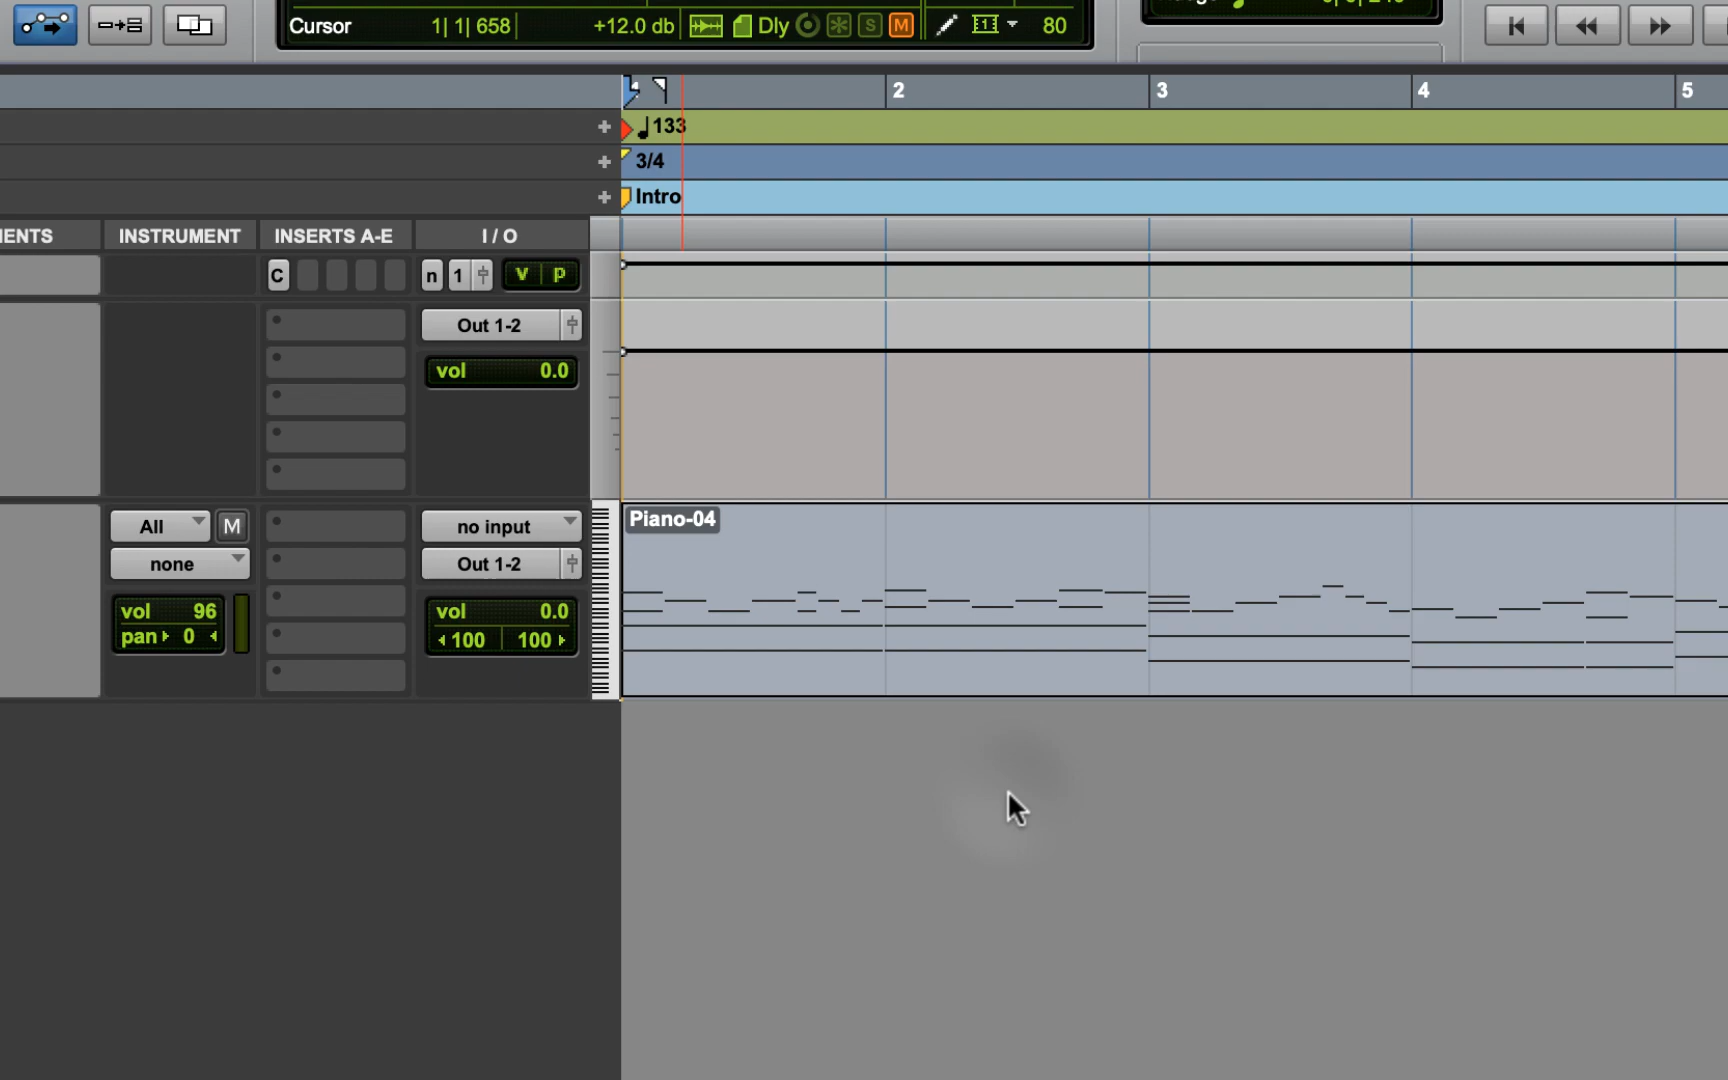 Cursor 1| 1| 658 +12.0 db Dly S M 80
2 3 4 5
133
3/4
Intro
IENTS INSTRUMENT INSERTS A-E I / O
C n 1 v p
Out 1-2
vol 0.0
Piano-04
All M no input
none Out 1-2
vol 96 vol 0.0
pan 0 100 100